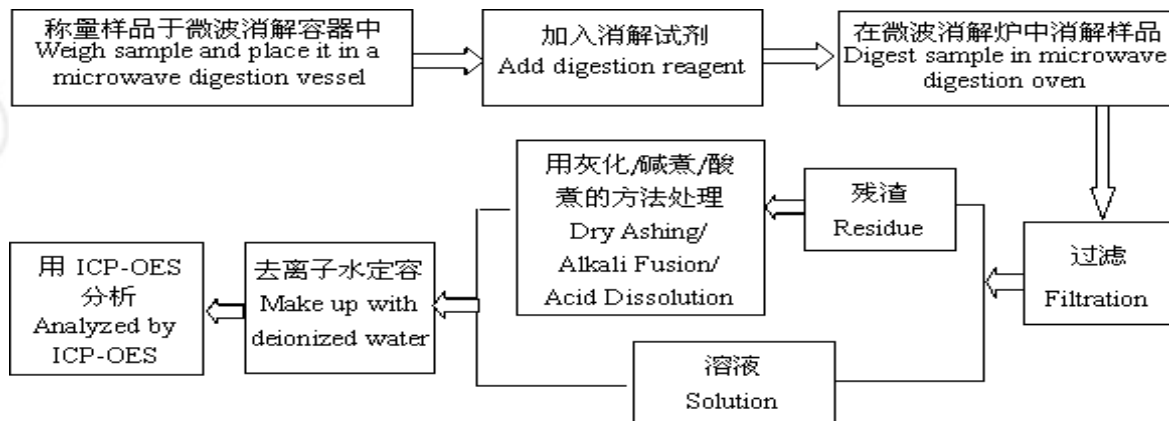 称量样品于微波消解容器中
Weigh sample and place it in a
microwave digestion vessel
加入消解试剂
Add digestion reagent
在微波消解炉中消解样品
Digest sample in microwave
digestion oven
过滤
Filtration
残渣
Residue
用灰化/碱煮/酸
煮的方法处理
Dry Ashing/
Alkali Fusion/
Acid Dissolution
溶液
Solution
去离子水定容
Make up with
deionized water
用 ICP-OES
分析
Analyzed by
ICP-OES